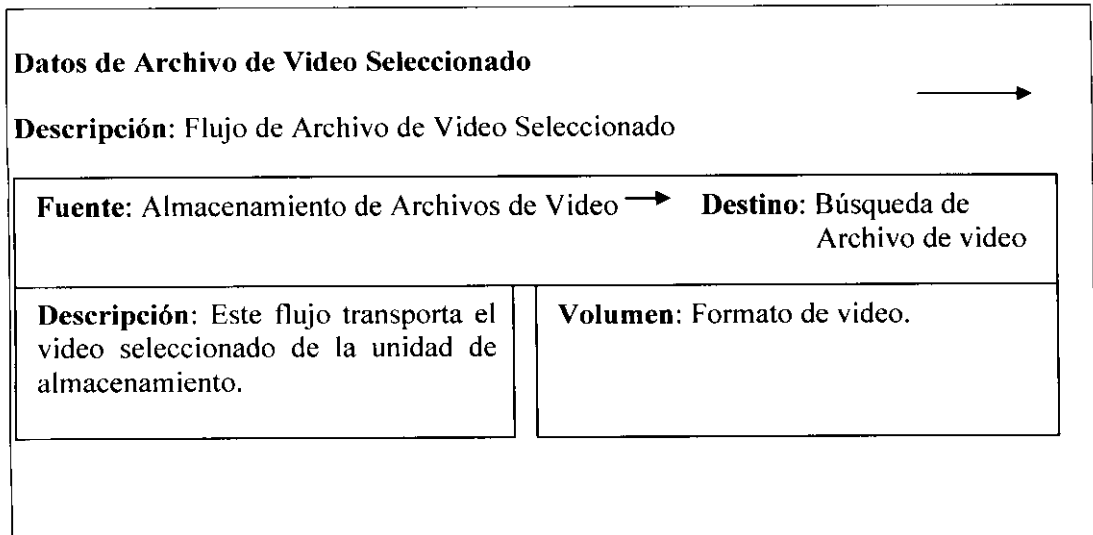 Datos de Archivo de Video Seleccionado
Descripción: Flujo de Archivo de Video Seleccionado
Fuente: Almacenamiento de Archivos de Video Destino: Búsqueda de
Archivo de video
Descripción: Este flujo transporta el
video seleccionado de la unidad de
almacenamiento.
Volumen: Formato de video.